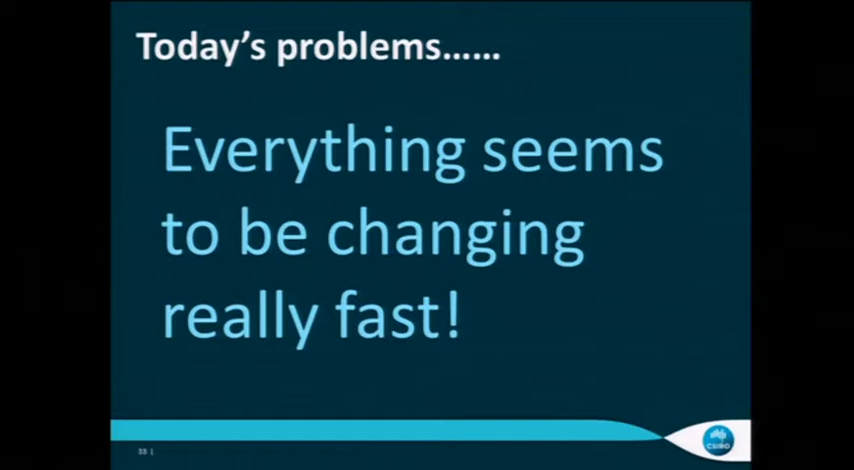 Today's problems......
Everything seems
to be changing
really fast!
33 |
CSIRO